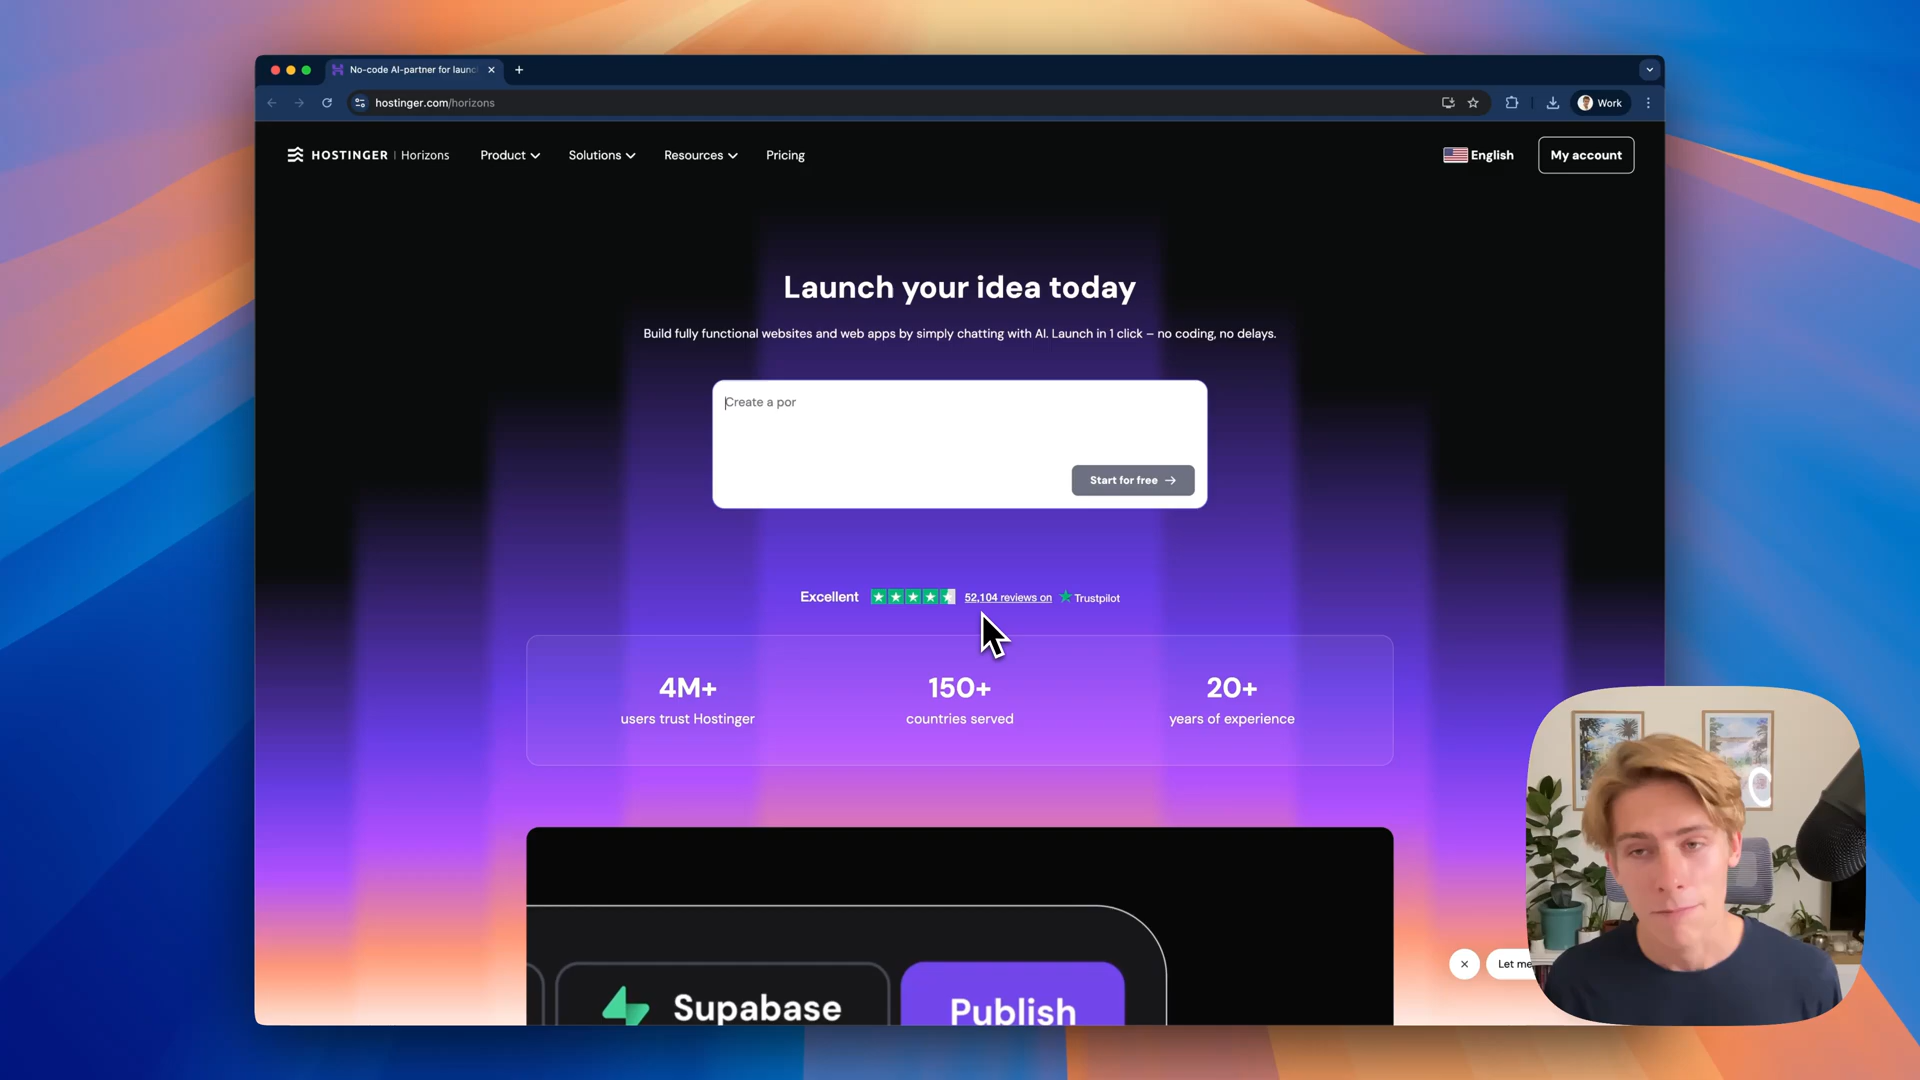 No-code AI-partner for launc
hostinger.com/horizons
Work
HOSTINGER | Horizons
Product
Solutions
Resources
Pricing
English
My account
Launch your idea today
Build fully functional websites and web apps by simply chatting with AI. Launch in 1 click – no coding, no delays.
Create a por
Start for free →
Excellent
52,104 reviews on
Trustpilot
4M+
users trust Hostinger
150+
countries served
20+
years of experience
Let me
Supabase
Publish